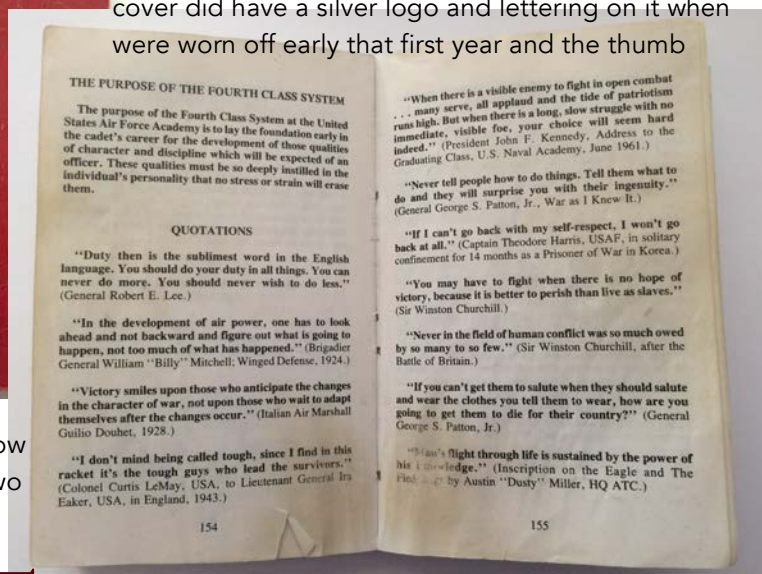 cover did have a silver logo and lettering on it when
were worn off early that first year and the thumb
THE PURPOSE OF THE FOURTH CLASS SYSTEM
The purpose of the Fourth Class System at the United
States Air Force Academy is to lay the foundation early in
the cadet's career for the development of those qualities
of character and discipline which will be expected of an
officer. These qualities must be so deeply instilled in the
individual's personality that no stress or strain will erase
them.
QUOTATIONS
"Duty then is the sublimest word in the English
language. You should do your duty in all things. You can
never do more. You should never wish to do less."
(General Robert E. Lee.)
"In the development of air power, one has to look
ahead and not backward and figure out what is going to
happen, not too much of what has happened." (Brigadier
General William "Billy" Mitchell; Winged Defense, 1924.)
"Victory smiles upon those who anticipate the changes
in the character of war, not upon those who wait to adapt
themselves after the changes occur." (Italian Air Marshall
Guilio Douhet, 1928.)
"I don't mind being called tough, since I find in this
racket it's the tough guys who lead the survivors."
(Colonel Curtis LeMay, USA, to Lieutenant General Ira
Eaker, USA, in England, 1943.)
154
"When there is a visible enemy to fight in open combat
. . . many serve, all applaud and the tide of patriotism
runs high. But when there is a long, slow struggle with no
immediate, visible foe, your choice will seem hard
indeed." (President John F. Kennedy, Address to the
Graduating Class, U.S. Naval Academy, June 1961.)
"Never tell people how to do things. Tell them what to
do and they will surprise you with their ingenuity."
(General George S. Patton, Jr., War as I Knew It.)
"If I can't go back with my self-respect, I won't go
back at all." (Captain Theodore Harris, USAF, in solitary
confinement for 14 months as a Prisoner of War in Korea.)
"You may have to fight when there is no hope of
victory, because it is better to perish than live as slaves."
(Sir Winston Churchill.)
"Never in the field of human conflict was so much owed
by so many to so few." (Sir Winston Churchill, after the
Battle of Britain.)
"If you can't get them to salute when they should salute
and wear the clothes you tell them to wear, how are you
going to get them to die for their country?" (General
George S. Patton, Jr.)
flight through life is sustained by the power of
his (Inscription on the Eagle and The
by Austin "Dusty" Miller, HQ ATC.)
155